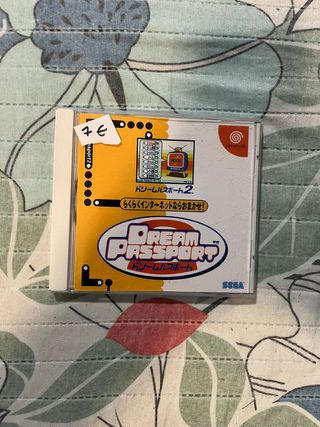 7€
ドリームパスポート2
らくらくインターネットならおまかせ!
DREAM
PASSPORT
ドリームパスポート
SEGA